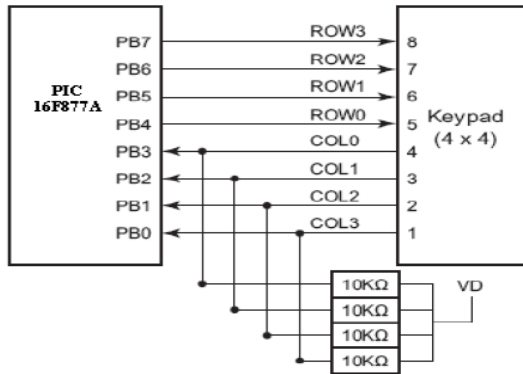 PIC
16F877A
PB7
PB6
PB5
PB4
PB3
PB2
PB1
PB0
ROW3
ROW2
ROW1
ROW0
COL0
COL1
COL2
COL3
8
7
6
5
4
3
2
1
Keypad
(4 x 4)
10KΩ
10KΩ
10KΩ
10KΩ
VD